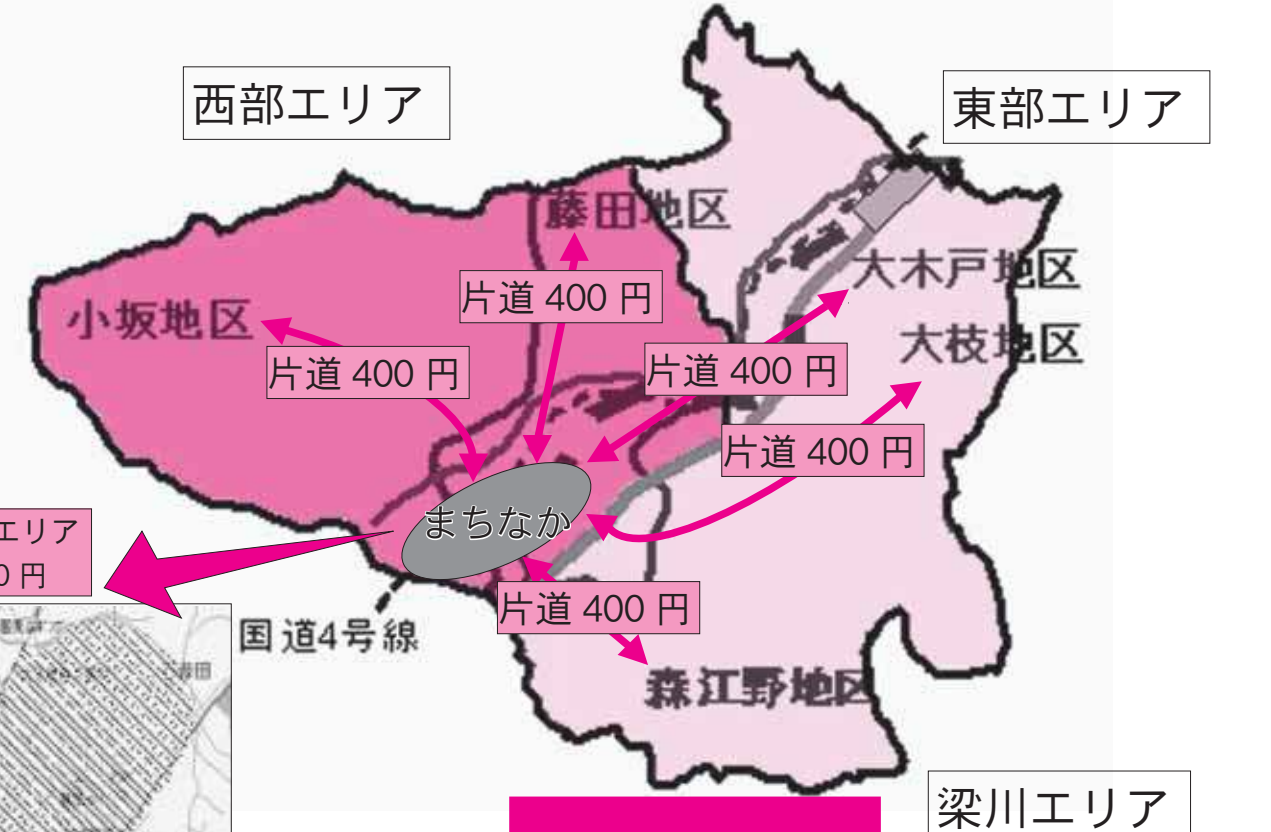 西部エリア
東部エリア
藤田地区
大木戸地区
小坂地区
大枝地区
片道 400 円
片道 400 円
片道 400 円
片道 400 円
まちなか
エリア
0 円
片道 400 円
国道4号線
森江野地区
梁川エリア